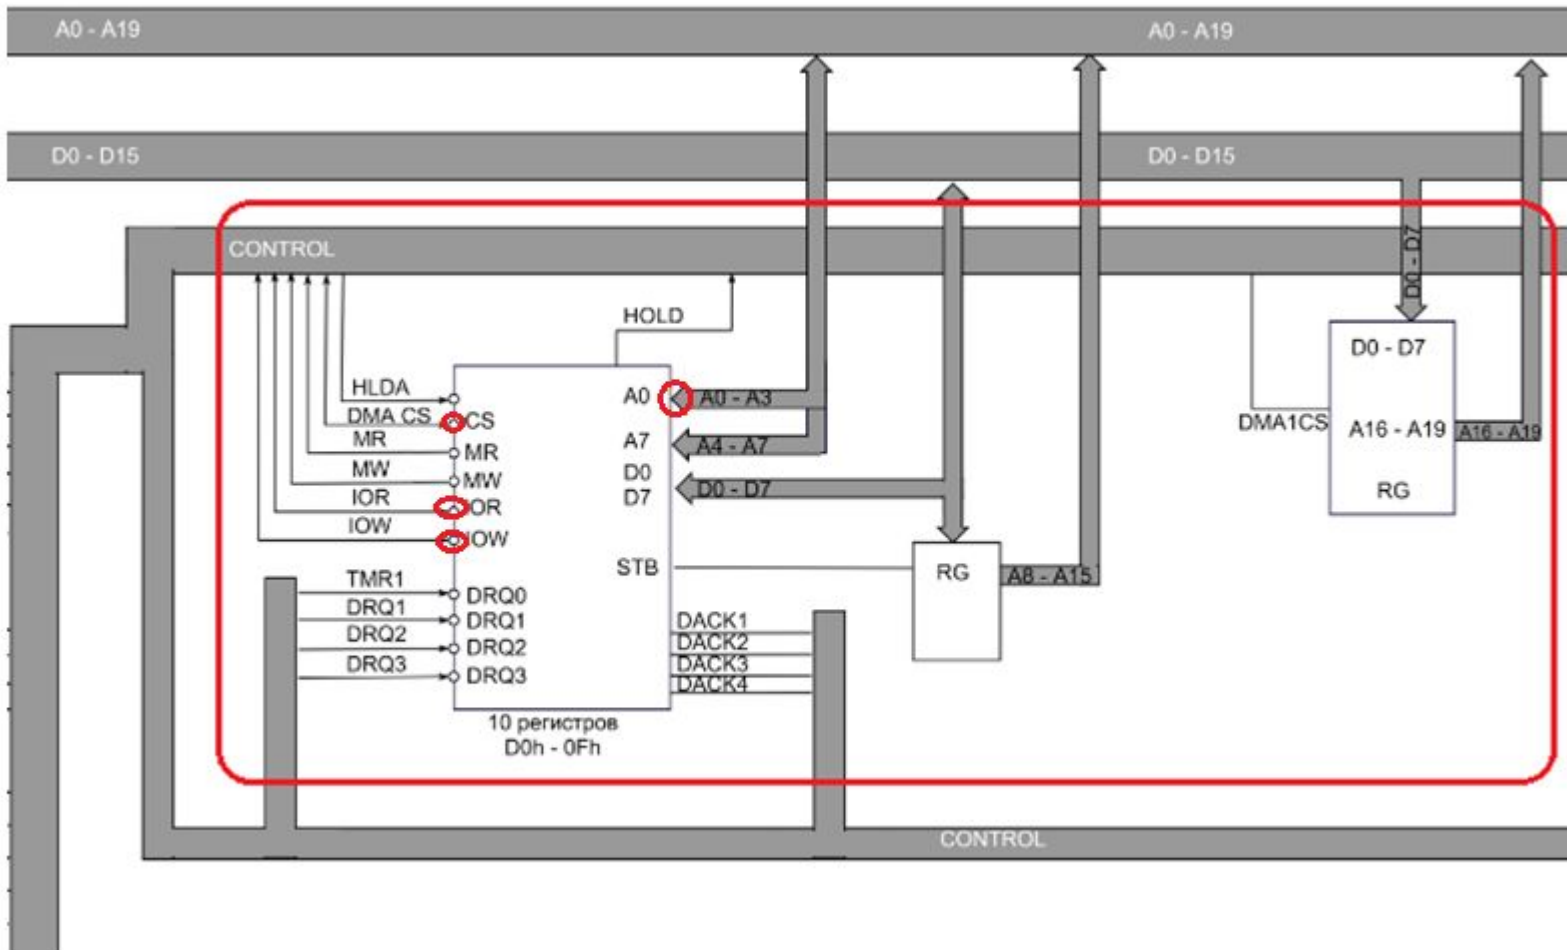 A0 - A19
A0 - A19
D0 - D15
D0 - D15
CONTROL
D0 - D7
HOLD
D0 - D7
HLDA
A0
A0 - A3
DMA CS
CS
DMA1CS
A16 - A19
A16 - A19
MR
MR
A7
A4 - A7
MW
MW
D0
D7
D0 - D7
RG
IOR
IOR
IOW
IOW
STB
RG
A8 - A15
TMR1
DRQ0
DRQ1
DRQ1
DACK1
DRQ2
DRQ2
DACK2
DRQ3
DRQ3
DACK3
DACK4
10 регистров
D0h - 0Fh
CONTROL